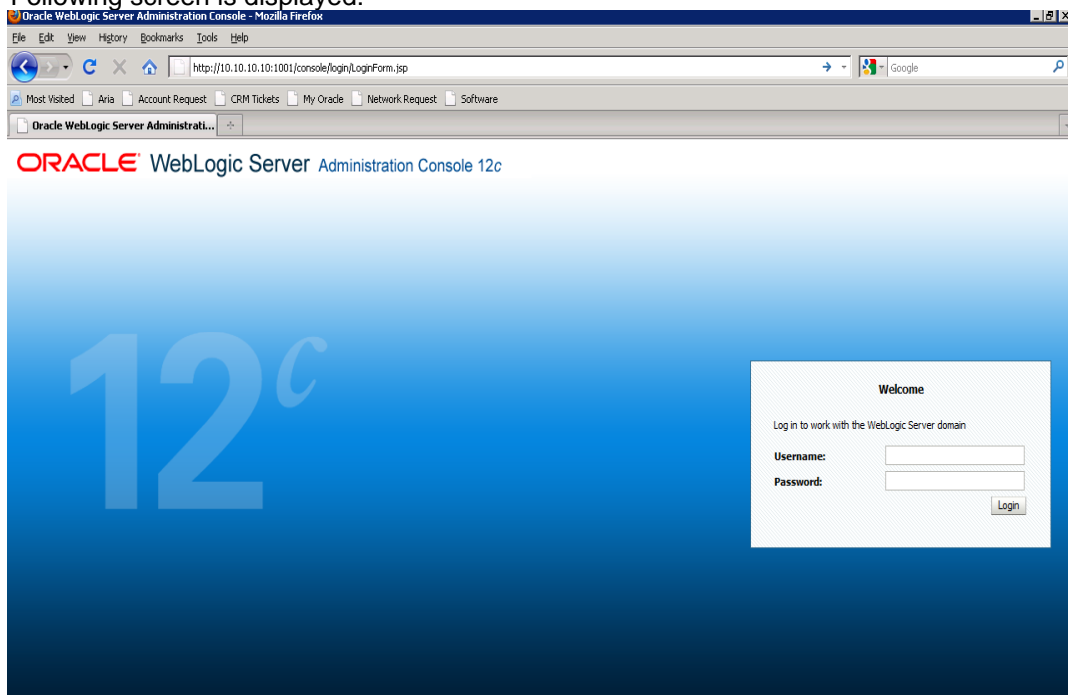 Following screen is displayed:
Oracle WebLogic Server Administration Console - Mozilla Firefox
File Edit View History Bookmarks Tools Help
http://10.10.10.10:1001/console/login/LoginForm.jsp
Google
Most Visited Aria Account Request CRM Tickets My Oracle Network Request Software
Oracle WebLogic Server Administrati...
ORACLE WebLogic Server Administration Console 12c
12c
Welcome
Log in to work with the WebLogic Server domain
Username:
Password:
Login